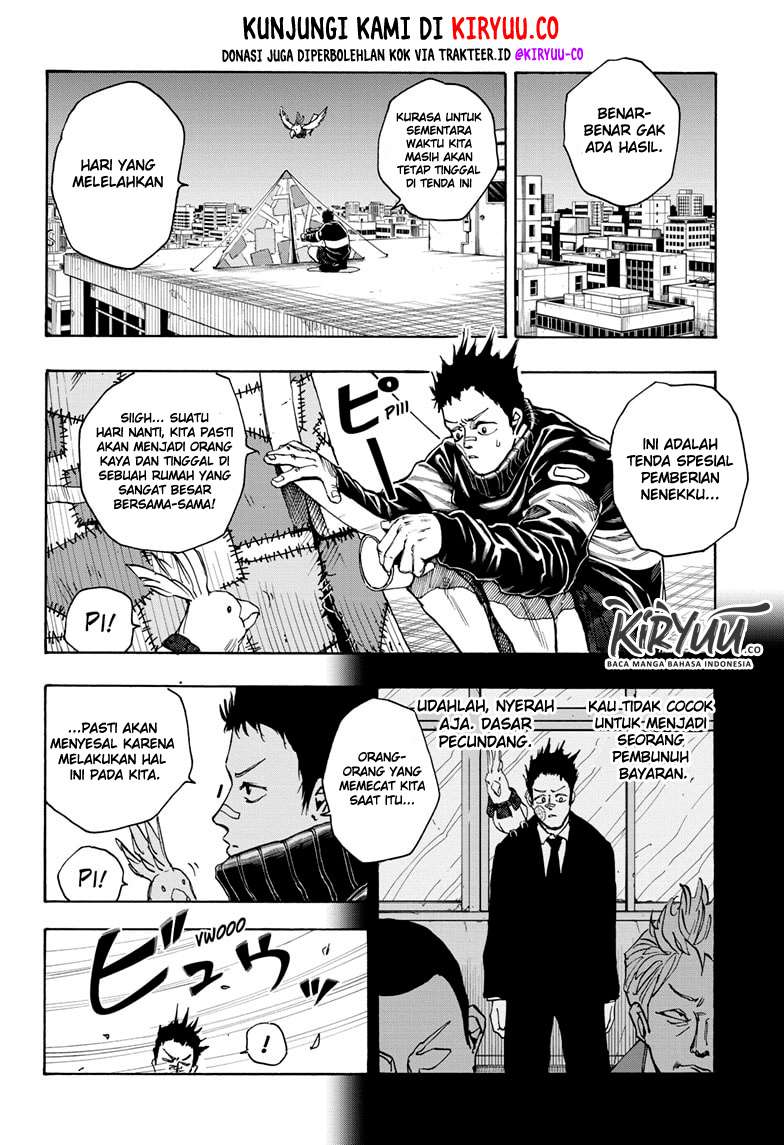 KUNJUNGI KAMI DI KIRYUU.CO
DONASI JUGA DIPERBOLEHLAN KOK VIA TRAKTEER.ID @KIRYUU-CO
BENAR-
BENAR GAK
ADA HASIL.
KURASA UNTUK
SEMENTARA
WAKTU KITA
MASIH AKAN
TETAP TINGGAL
DI TENDA INI
HARI YANG
MELELAHKAN
INI ADALAH
TENDA SPESIAL
PEMBERIAN
NENEKKU...
ピー
PIII
SIIGH... SUATU
HARI NANTI, KITA PASTI
AKAN MENJADI ORANG
KAYA DAN TINGGAL DI
SEBUAH RUMAH YANG
SANGAT BESAR
BERSAMA-SAMA!
PI!
KIRYUU.CO
BACA MANGA BAHASA INDONESIA
KAU TIDAK COCOK
UNTUK MENJADI
SEORANG
PEMBUNUH
BAYARAN.
UDAHLAH, NYERAH
AJA. DASAR
PECUNDANG.
ORANG-
ORANG YANG
MEMECAT KITA
SAAT ITU...
...PASTI AKAN
MENYESAL KARENA
MELAKUKAN HAL
INI PADA KITA.
PI!
ビュウ
VWOOO
!